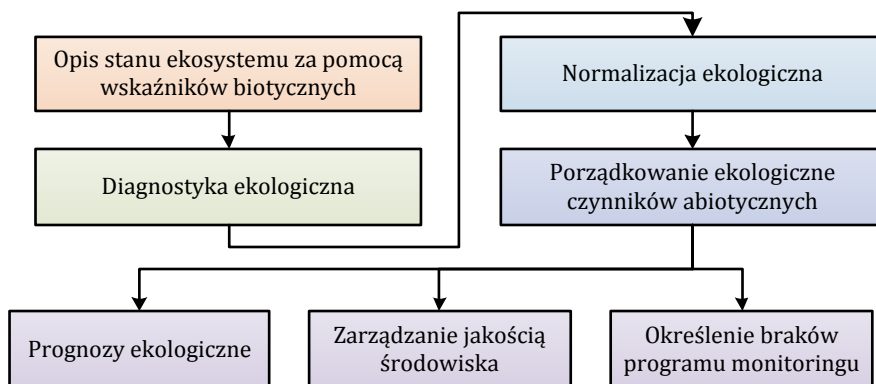 Opis stanu ekosystemu za pomocą
wskaźników biotycznych
Diagnostyka ekologiczna
Normalizacja ekologiczna
Porządkowanie ekologiczne
czynników abiotycznych
Prognozy ekologiczne
Zarządzanie jakością
środowiska
Określenie braków
programu monitoringu